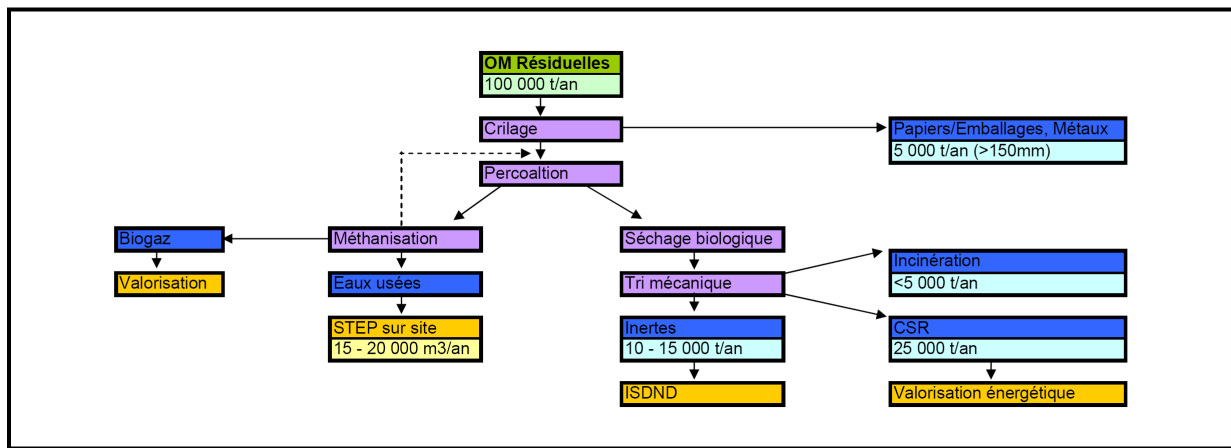 OM Résiduelles
100 000 t/an
Crilage
Papiers/Emballages, Métaux
5 000 t/an (>150mm)
Percoaltion
Biogaz
Méthanisation
Séchage biologique
Valorisation
Eaux usées
Tri mécanique
Incinération
<5 000 t/an
STEP sur site
15 - 20 000 m3/an
Inertes
10 - 15 000 t/an
CSR
25 000 t/an
ISDND
Valorisation énergétique